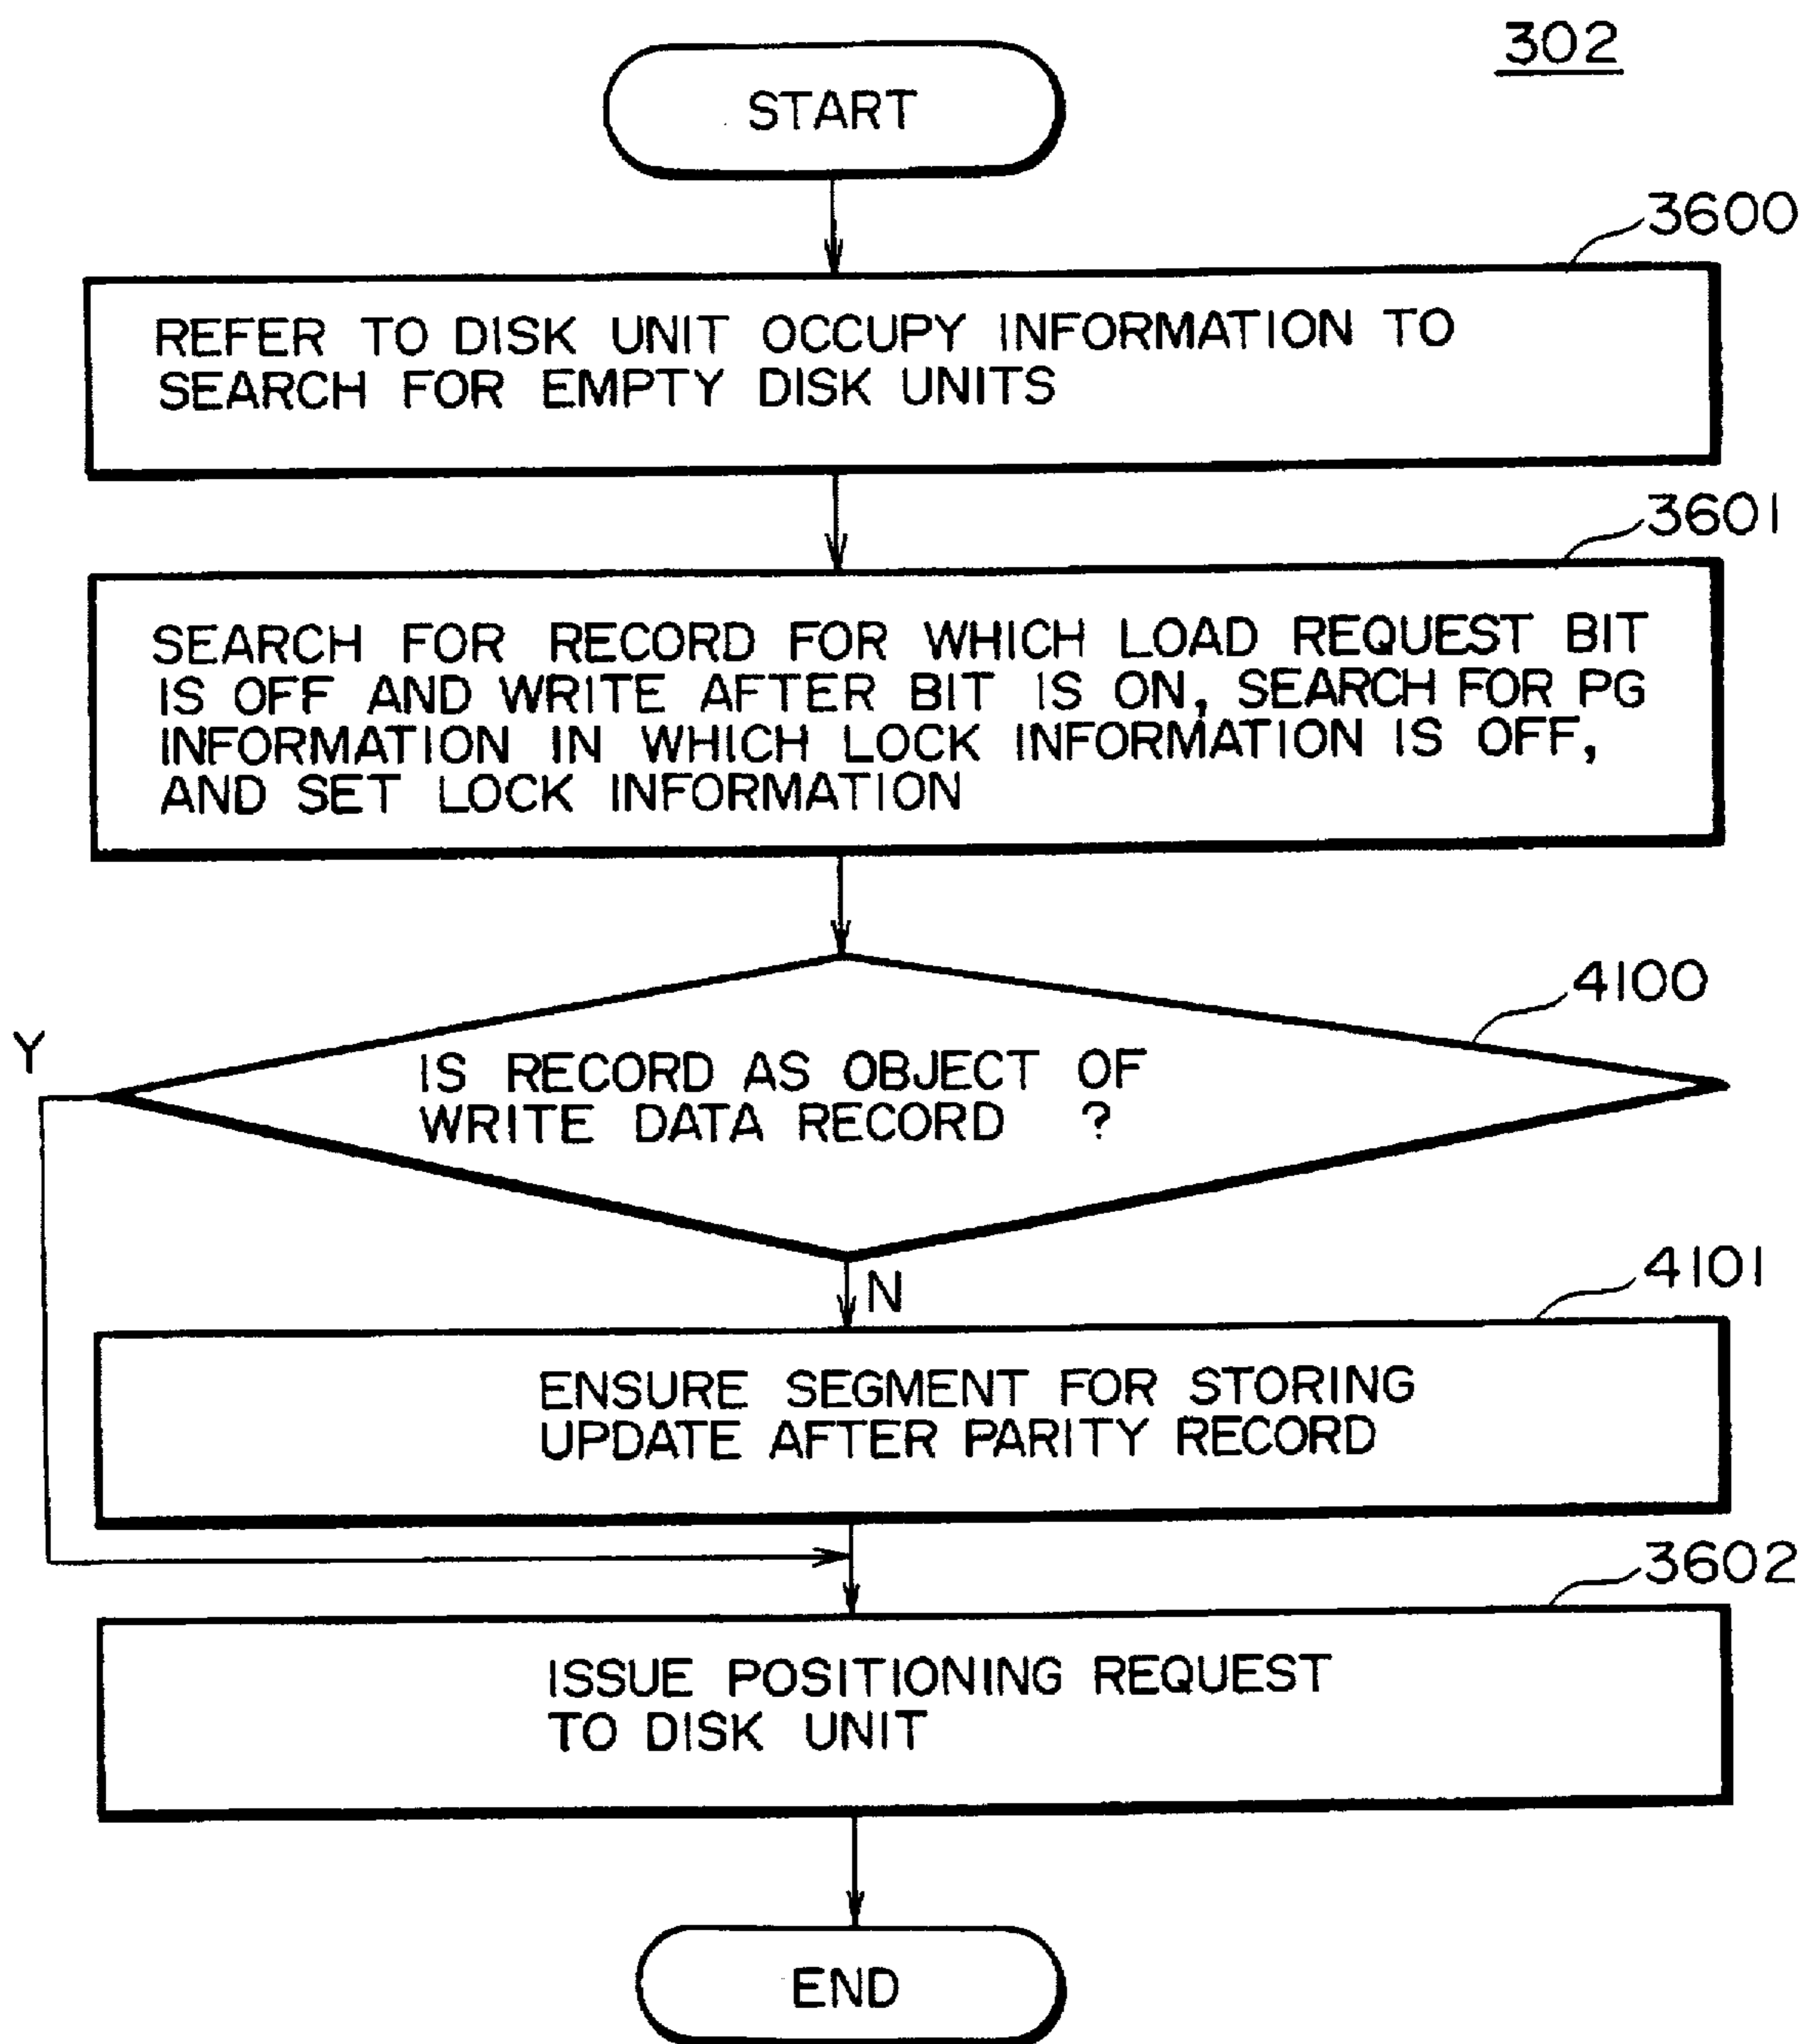 302
START
3600
REFER TO DISK UNIT OCCUPY INFORMATION TO
SEARCH FOR EMPTY DISK UNITS
3601
SEARCH FOR RECORD FOR WHICH LOAD REQUEST BIT
IS OFF AND WRITE AFTER BIT IS ON, SEARCH FOR PG
INFORMATION IN WHICH LOCK INFORMATION IS OFF,
AND SET LOCK INFORMATION
4100
Y
IS RECORD AS OBJECT OF
WRITE DATA RECORD ?
N
4101
ENSURE SEGMENT FOR STORING
UPDATE AFTER PARITY RECORD
3602
ISSUE POSITIONING REQUEST
TO DISK UNIT
END